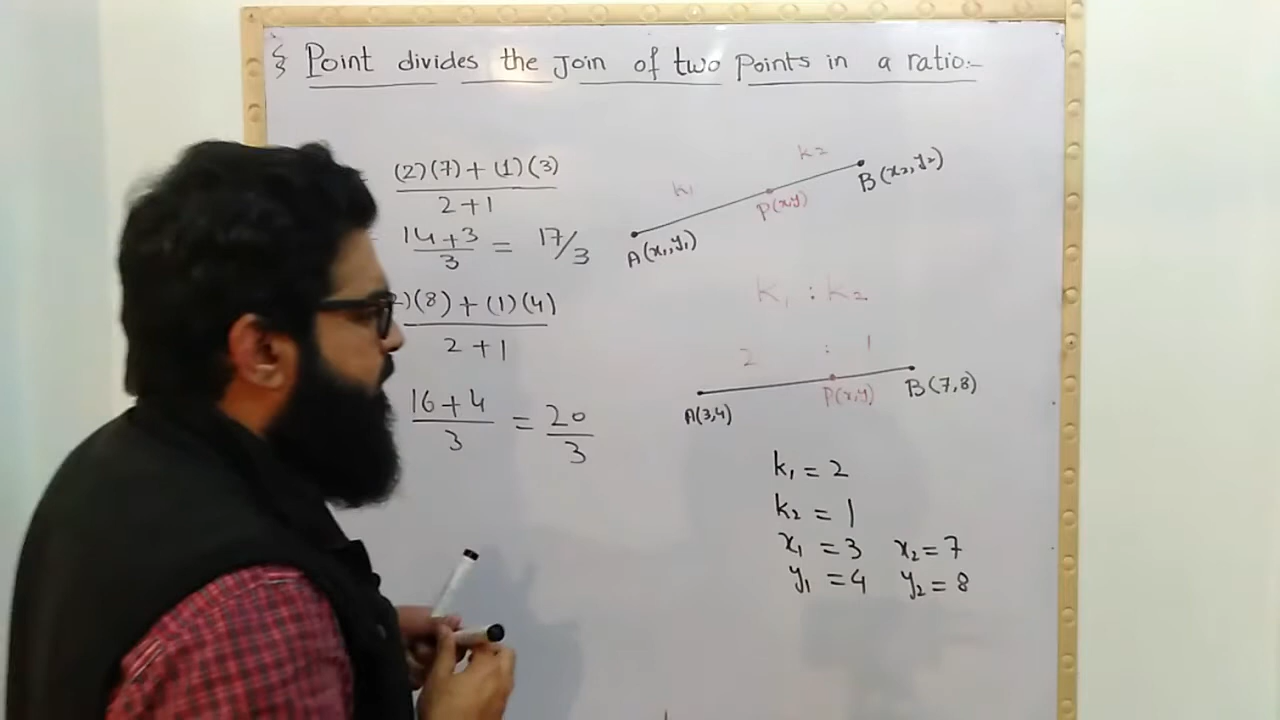 § Point divides the Join of two Points in a ratio:-
(2)(7) + (1)(3)
2+1
14+3
3
= 17/3
)(8) + (1)(4)
2+1
16+4
3
= 20
3
k1
k2
A(x1,y1)
P(x,y)
B(x2,y2)
k1 : k2
2 : 1
A(3,4)
P(x,y)
B(7,8)
k1 = 2
k2 = 1
x1 = 3 x2 = 7
y1 = 4 y2 = 8